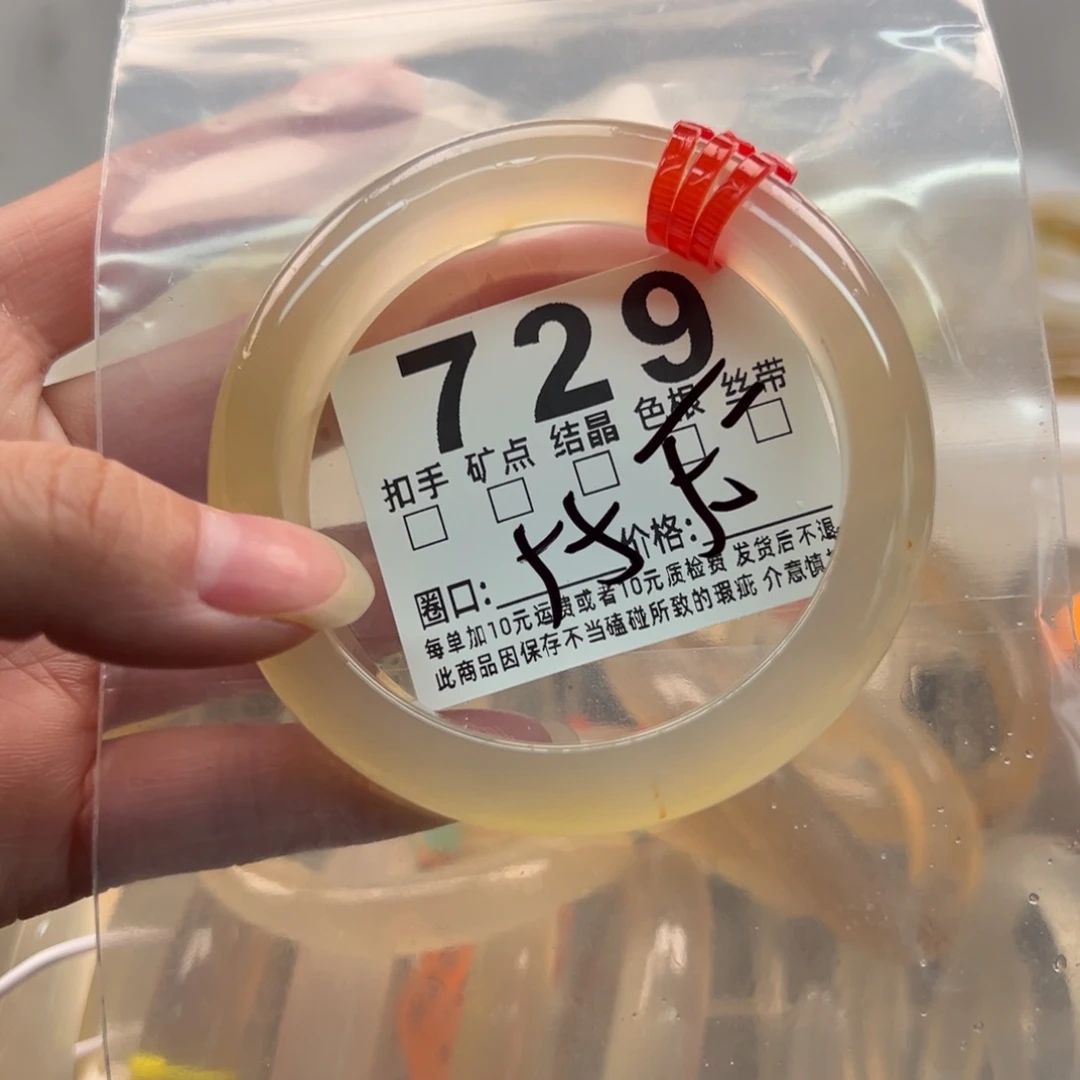 729
扣手 矿点 结晶 色根 丝带
圈口: 价格:
每单加10元运费或者10元质检费 发货后不退
此商品因保存不当磕碰所致的瑕疵 介意慎